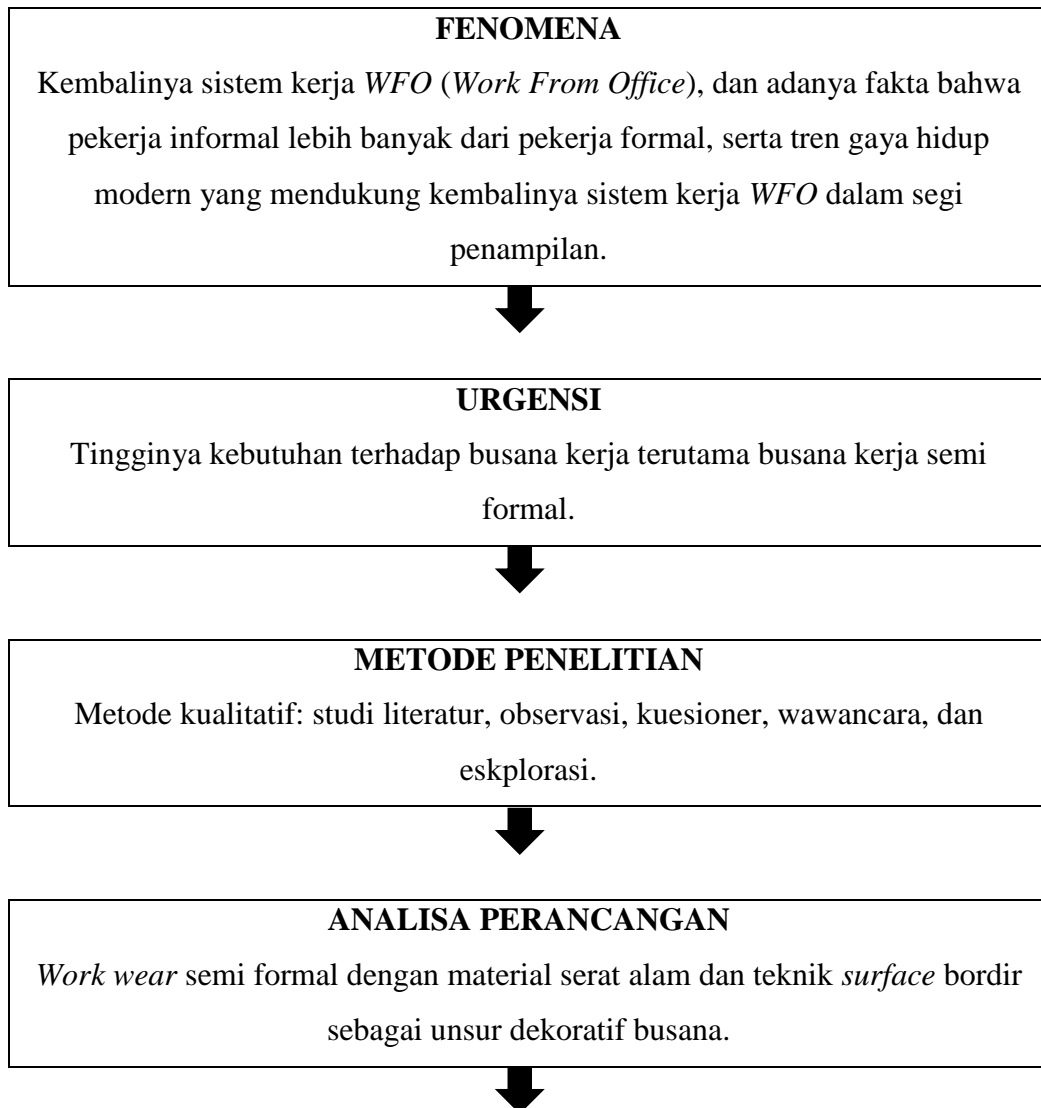 FENOMENA
Kembalinya sistem kerja WFO (Work From Office), dan adanya fakta bahwa
pekerja informal lebih banyak dari pekerja formal, serta tren gaya hidup
modern yang mendukung kembalinya sistem kerja WFO dalam segi
penampilan.
URGENSI
Tingginya kebutuhan terhadap busana kerja terutama busana kerja semi
formal.
METODE PENELITIAN
Metode kualitatif: studi literatur, observasi, kuesioner, wawancara, dan
eskplorasi.
ANALISA PERANCANGAN
Work wear semi formal dengan material serat alam dan teknik surface bordir
sebagai unsur dekoratif busana.